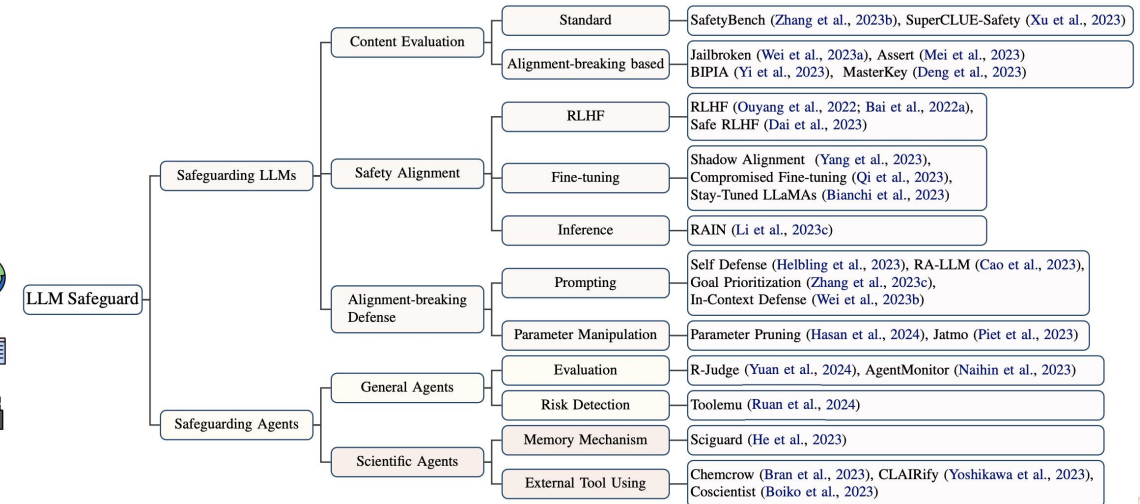 Standard
SafetyBench (Zhang et al., 2023b), SuperCLUE-Safety (Xu et al., 2023)
Content Evaluation
Alignment-breaking based
Jailbroken (Wei et al., 2023a), Assert (Mei et al., 2023)
BIPIA (Yi et al., 2023), MasterKey (Deng et al., 2023)
RLHF
RLHF (Ouyang et al., 2022; Bai et al., 2022a),
Safe RLHF (Dai et al., 2023)
Safeguarding LLMs
Safety Alignment
Fine-tuning
Shadow Alignment (Yang et al., 2023),
Compromised Fine-tuning (Qi et al., 2023),
Stay-Tuned LLaMAs (Bianchi et al., 2023)
Inference
RAIN (Li et al., 2023c)
LLM Safeguard
Alignment-breaking
Defense
Prompting
Self Defense (Helbling et al., 2023), RA-LLM (Cao et al., 2023),
Goal Prioritization (Zhang et al., 2023c),
In-Context Defense (Wei et al., 2023b)
Parameter Manipulation
Parameter Pruning (Hasan et al., 2024), Jatmo (Piet et al., 2023)
General Agents
Evaluation
R-Judge (Yuan et al., 2024), AgentMonitor (Naihin et al., 2023)
Risk Detection
Toolemu (Ruan et al., 2024)
Safeguarding Agents
Memory Mechanism
Sciguard (He et al., 2023)
Scientific Agents
External Tool Using
Chemcrow (Bran et al., 2023), CLAIRify (Yoshikawa et al., 2023),
Coscientist (Boiko et al., 2023)